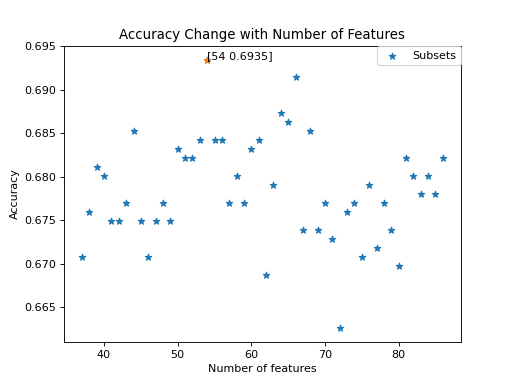 Accuracy Change with Number of Features
[54 0.6935]
Subsets
0.695
0.690
0.685
0.680
0.675
0.670
0.665
Accuracy
40 50 60 70 80
Number of features